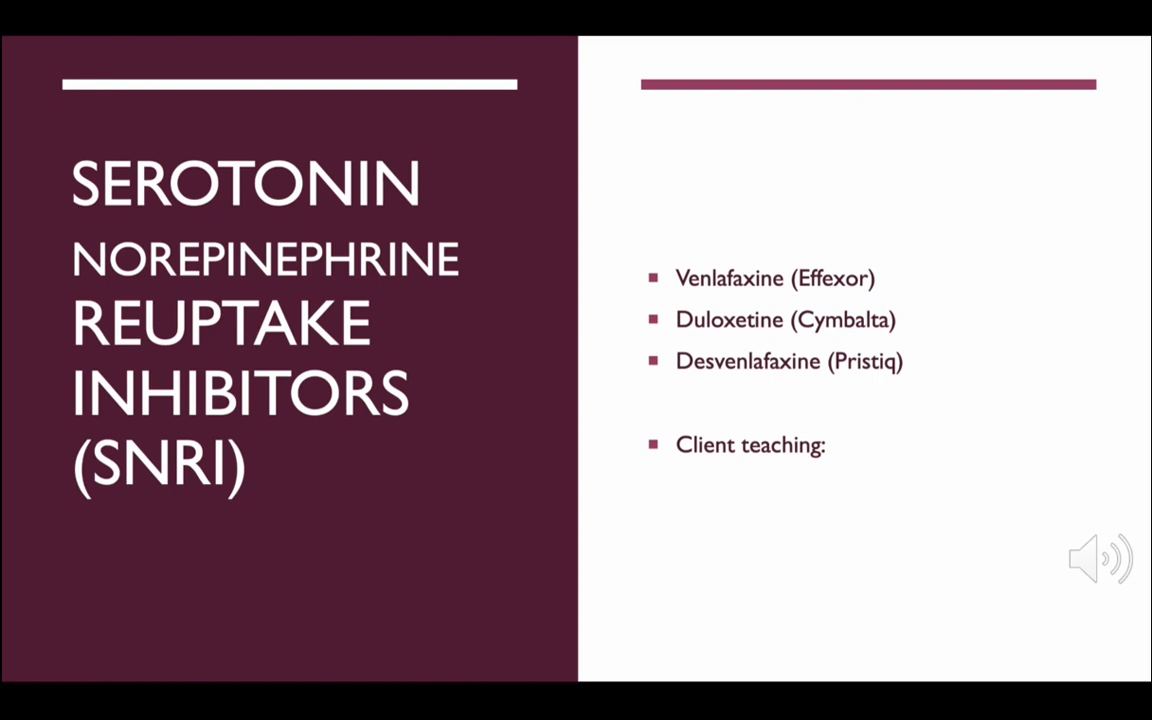 SEROTONIN
NOREPINEPHRINE
REUPTAKE
INHIBITORS
(SNRI)
Venlafaxine (Effexor)
Duloxetine (Cymbalta)
Desvenlafaxine (Pristiq)
Client teaching: